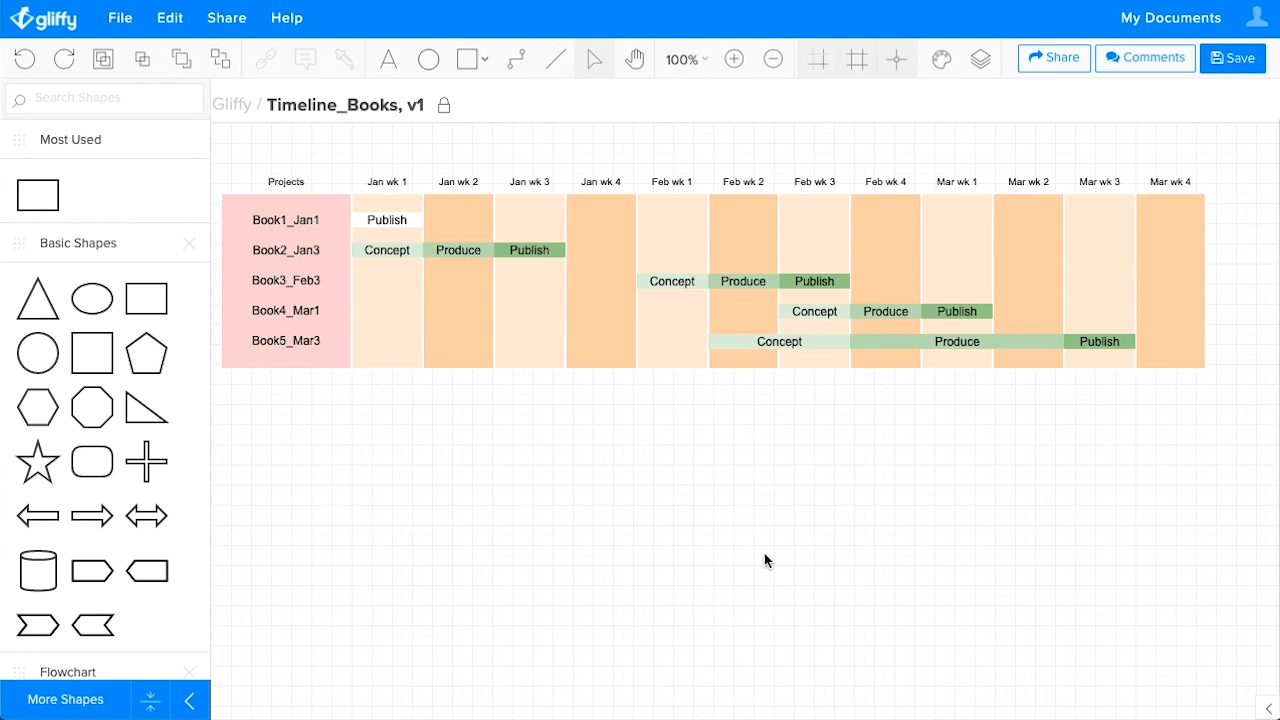 gliffy File Edit Share Help My Documents
100% Share Comments Save
Search Shapes
Gliffy / Timeline_Books, v1
Most Used
Basic Shapes
Flowchart
More Shapes
Projects Jan wk 1 Jan wk 2 Jan wk 3 Jan wk 4 Feb wk 1 Feb wk 2 Feb wk 3 Feb wk 4 Mar wk 1 Mar wk 2 Mar wk 3 Mar wk 4
Book1_Jan1 Publish
Book2_Jan3 Concept Produce Publish
Book3_Feb3 Concept Produce Publish
Book4_Mar1 Concept Produce Publish
Book5_Mar3 Concept Produce Publish